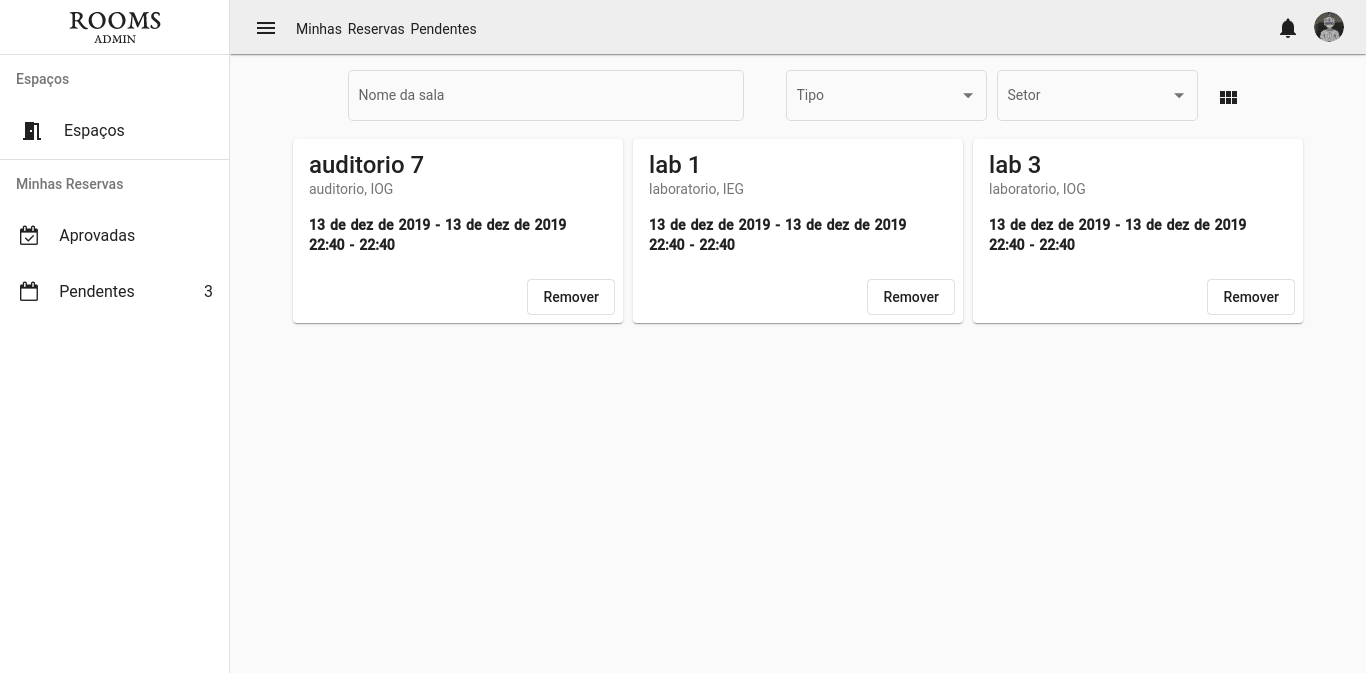 ROOMS
ADMIN
Minhas Reservas Pendentes
Espaços
Espaços
Minhas Reservas
Aprovadas
Pendentes 3
Nome da sala
Tipo
Setor
auditorio 7
auditorio, IOG
13 de dez de 2019 - 13 de dez de 2019
22:40 - 22:40
Remover
lab 1
laboratorio, IEG
13 de dez de 2019 - 13 de dez de 2019
22:40 - 22:40
Remover
lab 3
laboratorio, IOG
13 de dez de 2019 - 13 de dez de 2019
22:40 - 22:40
Remover